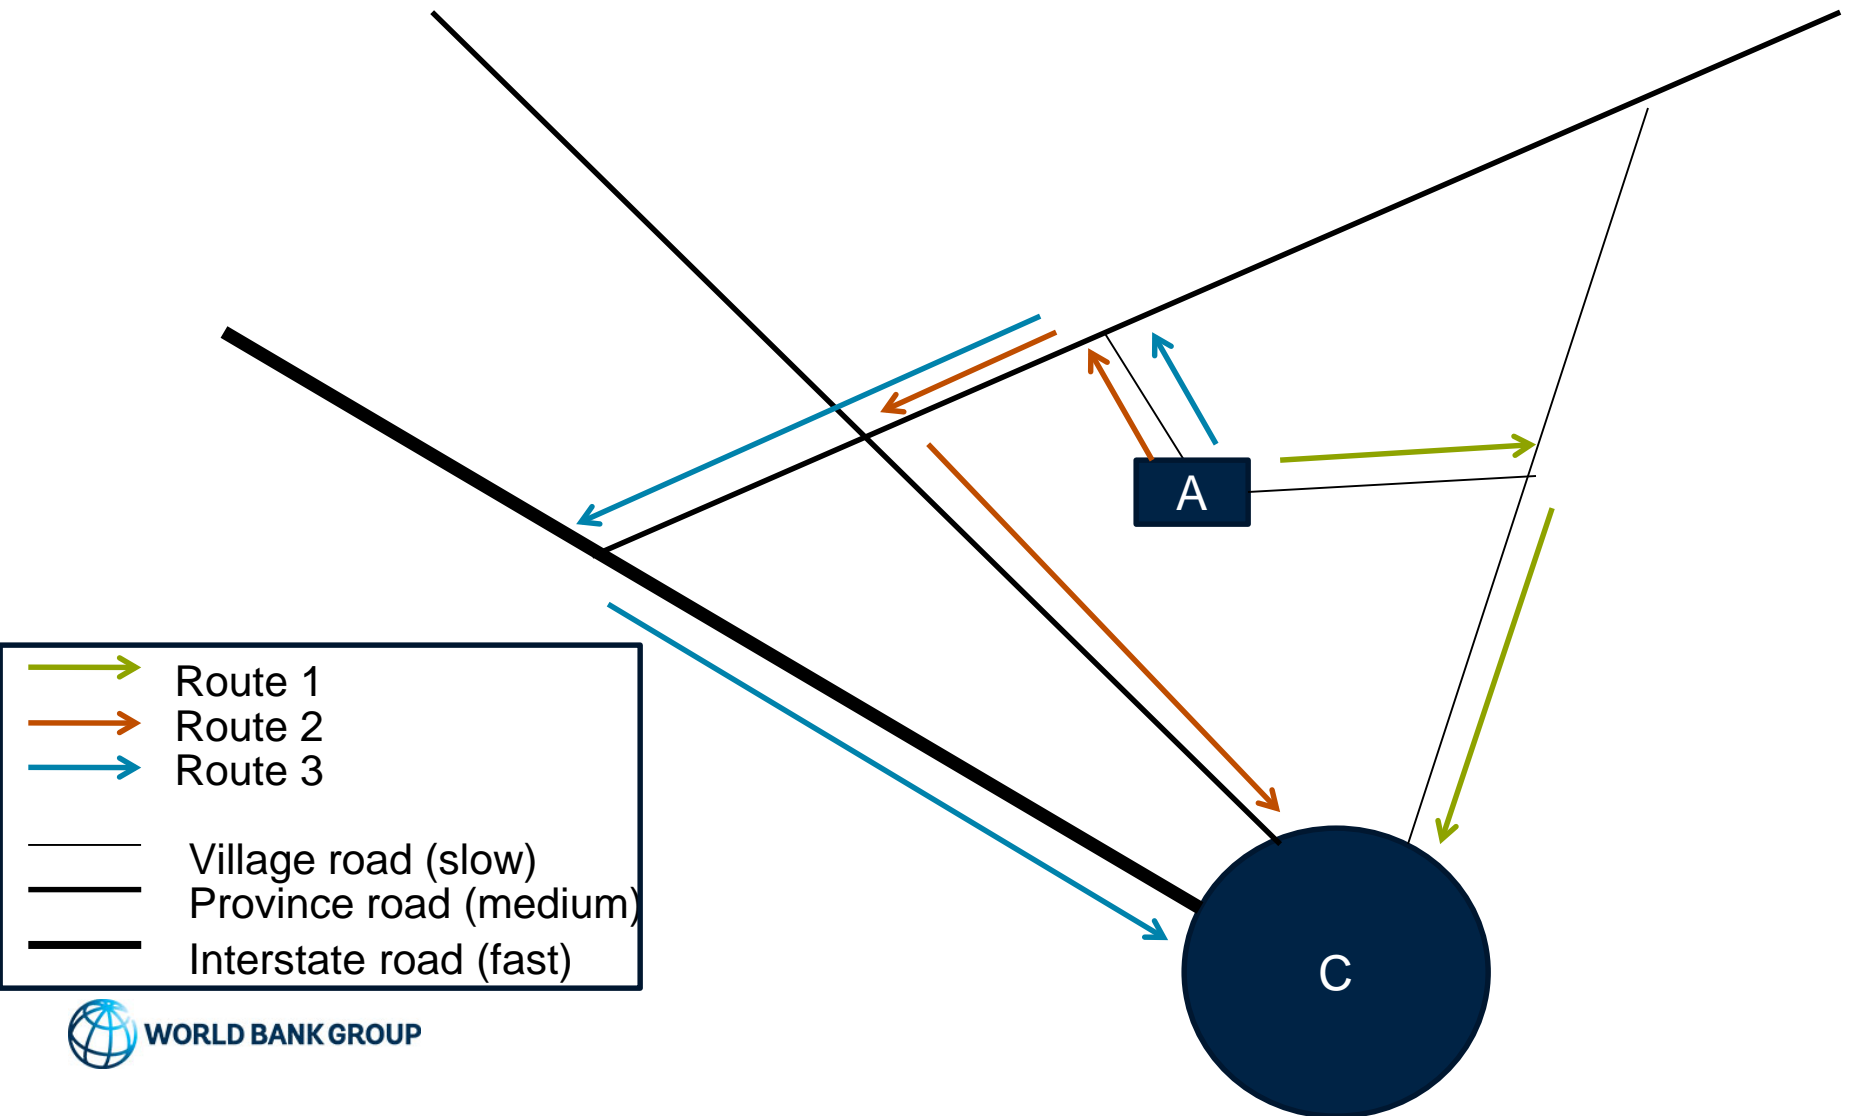 A
Route 1
Route 2
Route 3
Village road (slow)
Province road (medium)
Interstate road (fast)
C
WORLD BANK GROUP